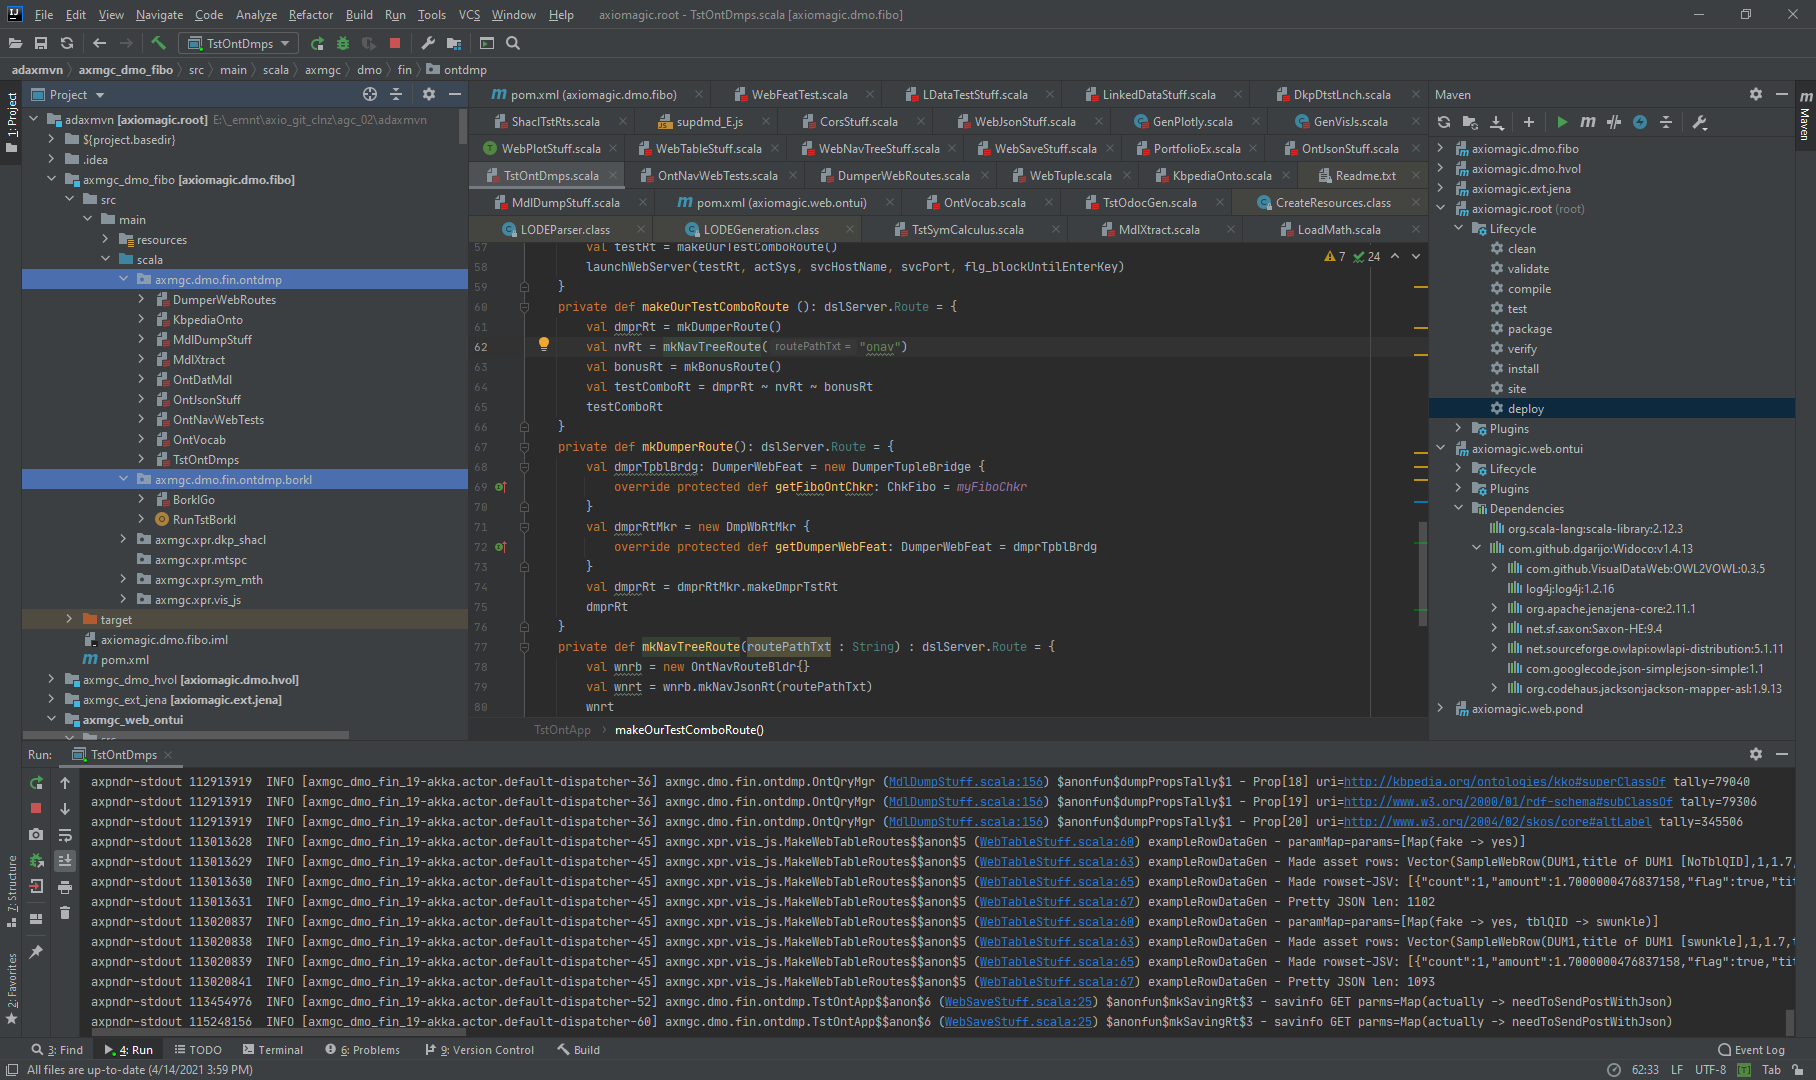 File Edit View Navigate Code Analyze Refactor Build Run Tools VCS Window Help axiomagic.root - TstOntDmps.scala [axiomagic.dmo.fibo]
TstOntDmps
adaxmvn axmgc_dmo_fibo src main scala axmgc dmo fin ontdmp
1: Project
7: Structure
2: Favorites
Project
adaxmvn [axiomagic.root] E:\_emnt\axio_git_clnz\agc_02\adaxmvn
${project.basedir}
.idea
axmgc_dmo_fibo [axiomagic.dmo.fibo]
src
main
resources
scala
axmgc.dmo.fin.ontdmp
DumperWebRoutes
KbpediaOnto
MdlDumpStuff
MdlXtract
OntDatMdl
OntJsonStuff
OntNavWebTests
OntVocab
TstOntDmps
axmgc.dmo.fin.ontdmp.borkl
BorklGo
RunTstBorkl
axmgc.xpr.dkp_shacl
axmgc.xpr.mtspc
axmgc.xpr.sym_mth
axmgc.xpr.vis_js
target
axiomagic.dmo.fibo.iml
pom.xml
axmgc_dmo_hvol [axiomagic.dmo.hvol]
axmgc_ext_jena [axiomagic.ext.jena]
axmgc_web_ontui
src
pom.xml (axiomagic.dmo.fibo) WebFeatTest.scala LDataTestStuff.scala LinkedDataStuff.scala DkpDtstLnch.scala
ShaclTstRts.scala supdmd_E.js CorsStuff.scala WebJsonStuff.scala GenPlotly.scala GenVisJs.scala
WebPlotStuff.scala WebTableStuff.scala WebNavTreeStuff.scala WebSaveStuff.scala PortfolioEx.scala OntJsonStuff.scala
TstOntDmps.scala OntNavWebTests.scala DumperWebRoutes.scala WebTuple.scala KbpediaOnto.scala Readme.txt
MdlDumpStuff.scala pom.xml (axiomagic.web.ontui) OntVocab.scala TstOdocGen.scala CreateResources.class
LODEParser.class LODEGeneration.class TstSymCalculus.scala MdlXtract.scala LoadMath.scala
7 24
57 val testRt = makeOurTestComboRoute()
58 launchWebServer(testRt, actSys, svcHostName, svcPort, flg_blockUntilEnterKey)
59 }
60 private def makeOurTestComboRoute (): dslServer.Route = {
61 val dmprRt = mkDumperRoute()
62 val nvRt = mkNavTreeRoute( routePathTxt = "onav")
63 val bonusRt = mkBonusRoute()
64 val testComboRt = dmprRt ~ nvRt ~ bonusRt
65 testComboRt
66 }
67 private def mkDumperRoute(): dslServer.Route = {
68 val dmprTpblBrdg: DumperWebFeat = new DumperTupleBridge {
69 override protected def getFiboOntChkr: ChkFibo = myFiboChkr
70 }
71 val dmprRtMkr = new DmpWbRtMkr {
72 override protected def getDumperWebFeat: DumperWebFeat = dmprTpblBrdg
73 }
74 val dmprRt = dmprRtMkr.makeDmprTstRt
75 dmprRt
76 }
77 private def mkNavTreeRoute(routePathTxt : String) : dslServer.Route = {
78 val wnrb = new OntNavRouteBldr{}
79 val wnrt = wnrb.mkNavJsonRt(routePathTxt)
80 wnrt
TstOntApp makeOurTestComboRoute()
Maven
Maven
axiomagic.dmo.fibo
axiomagic.dmo.hvol
axiomagic.ext.jena
axiomagic.root (root)
Lifecycle
clean
validate
compile
test
package
verify
install
site
deploy
Plugins
axiomagic.web.ontui
Lifecycle
Plugins
Dependencies
org.scala-lang:scala-library:2.12.3
com.github.dgarijo:Widoco:v1.4.13
com.github.VisualDataWeb:OWL2VOWL:0.3.5
log4j:log4j:1.2.16
org.apache.jena:jena-core:2.11.1
net.sf.saxon:Saxon-HE:9.4
net.sourceforge.owlapi:owlapi-distribution:5.1.11
com.googlecode.json-simple:json-simple:1.1
org.codehaus.jackson:jackson-mapper-asl:1.9.13
axiomagic.web.pond
Run: TstOntDmps
axpndr-stdout 112913919 INFO [axmgc_dmo_fin_19-akka.actor.default-dispatcher-36] axmgc.dmo.fin.ontdmp.OntQryMgr (MdlDumpStuff.scala:156) $anonfun$dumpPropsTally$1 - Prop[18] uri=http://kbpedia.org/ontologies/kko#superClassOf tally=79040
axpndr-stdout 112913919 INFO [axmgc_dmo_fin_19-akka.actor.default-dispatcher-36] axmgc.dmo.fin.ontdmp.OntQryMgr (MdlDumpStuff.scala:156) $anonfun$dumpPropsTally$1 - Prop[19] uri=http://www.w3.org/2000/01/rdf-schema#subClassOf tally=79306
axpndr-stdout 112913919 INFO [axmgc_dmo_fin_19-akka.actor.default-dispatcher-36] axmgc.dmo.fin.ontdmp.OntQryMgr (MdlDumpStuff.scala:156) $anonfun$dumpPropsTally$1 - Prop[20] uri=http://www.w3.org/2004/02/skos/core#altLabel tally=345506
axpndr-stdout 113013628 INFO [axmgc_dmo_fin_19-akka.actor.default-dispatcher-45] axmgc.xpr.vis_js.MakeWebTableRoutes$$anon$5 (WebTableStuff.scala:60) exampleRowDataGen - paramMap=params=[Map(fake -> yes)]
axpndr-stdout 113013629 INFO [axmgc_dmo_fin_19-akka.actor.default-dispatcher-45] axmgc.xpr.vis_js.MakeWebTableRoutes$$anon$5 (WebTableStuff.scala:63) exampleRowDataGen - Made asset rows: Vector(SampleWebRow(DUM1,title of DUM1 [NoTblQID],1,1.7,
axpndr-stdout 113013630 INFO [axmgc_dmo_fin_19-akka.actor.default-dispatcher-45] axmgc.xpr.vis_js.MakeWebTableRoutes$$anon$5 (WebTableStuff.scala:65) exampleRowDataGen - Made rowset-JSV: [{"count":1,"amount":1.7000000476837158,"flag":true,"tit
axpndr-stdout 113013631 INFO [axmgc_dmo_fin_19-akka.actor.default-dispatcher-45] axmgc.xpr.vis_js.MakeWebTableRoutes$$anon$5 (WebTableStuff.scala:67) exampleRowDataGen - Pretty JSON len: 1102
axpndr-stdout 113020837 INFO [axmgc_dmo_fin_19-akka.actor.default-dispatcher-45] axmgc.xpr.vis_js.MakeWebTableRoutes$$anon$5 (WebTableStuff.scala:60) exampleRowDataGen - paramMap=params=[Map(fake -> yes, tblQID -> swunkle)]
axpndr-stdout 113020838 INFO [axmgc_dmo_fin_19-akka.actor.default-dispatcher-45] axmgc.xpr.vis_js.MakeWebTableRoutes$$anon$5 (WebTableStuff.scala:63) exampleRowDataGen - Made asset rows: Vector(SampleWebRow(DUM1,title of DUM1 [swunkle],1,1.7,t
axpndr-stdout 113020839 INFO [axmgc_dmo_fin_19-akka.actor.default-dispatcher-45] axmgc.xpr.vis_js.MakeWebTableRoutes$$anon$5 (WebTableStuff.scala:65) exampleRowDataGen - Made rowset-JSV: [{"count":1,"amount":1.7000000476837158,"flag":true,"tit
axpndr-stdout 113020841 INFO [axmgc_dmo_fin_19-akka.actor.default-dispatcher-45] axmgc.xpr.vis_js.MakeWebTableRoutes$$anon$5 (WebTableStuff.scala:67) exampleRowDataGen - Pretty JSON len: 1093
axpndr-stdout 113454976 INFO [axmgc_dmo_fin_19-akka.actor.default-dispatcher-52] axmgc.dmo.fin.ontdmp.TstOntApp$$anon$6 (WebSaveStuff.scala:25) $anonfun$mkSavingRt$3 - savinfo GET parms=Map(actually -> needToSendPostWithJson)
axpndr-stdout 115248156 INFO [axmgc_dmo_fin_19-akka.actor.default-dispatcher-60] axmgc.dmo.fin.ontdmp.TstOntApp$$anon$6 (WebSaveStuff.scala:25) $anonfun$mkSavingRt$3 - savinfo GET parms=Map(actually -> needToSendPostWithJson)
3: Find 4: Run TODO Terminal 6: Problems 9: Version Control Build Event Log
All files are up-to-date (4/14/2021 3:59 PM) 62:33 LF UTF-8 [T] Tab